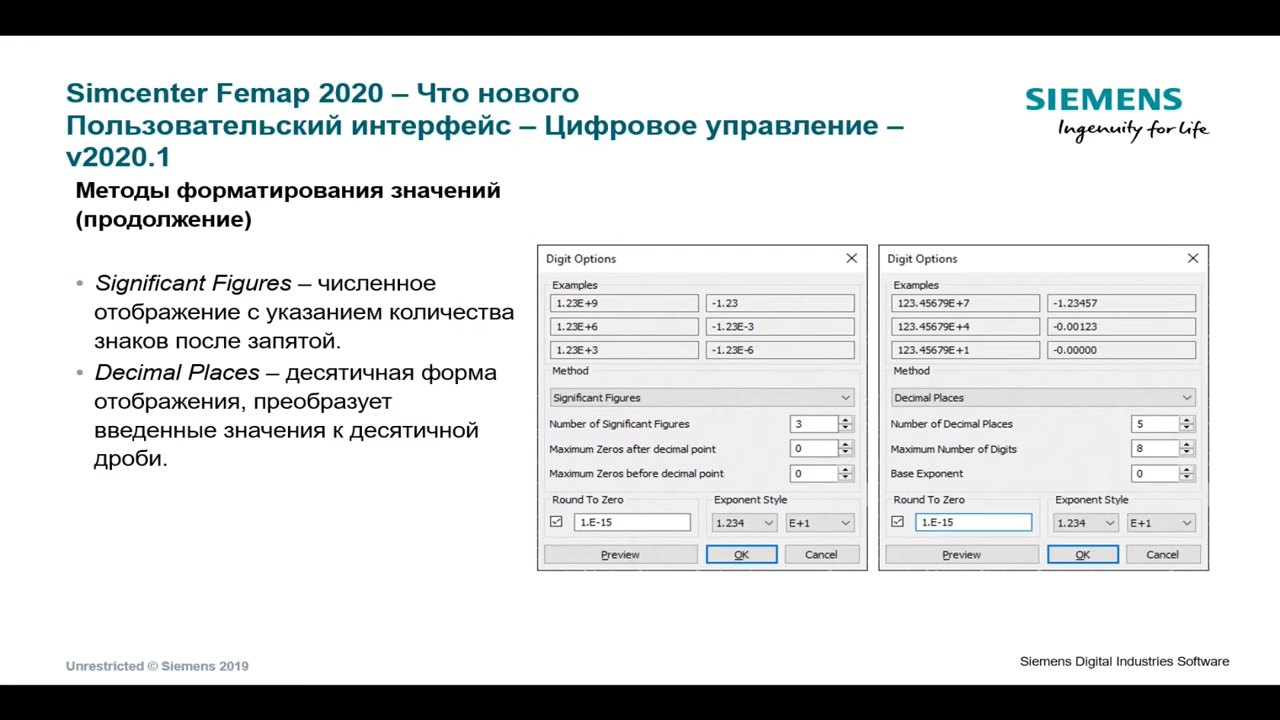 Simcenter Femap 2020 – Что нового
Пользовательский интерфейс – Цифровое управление –
v2020.1
SIEMENS
Ingenuity for life
Методы форматирования значений
(продолжение)
• Significant Figures – численное
отображение с указанием количества
знаков после запятой.
• Decimal Places – десятичная форма
отображения, преобразует
введенные значения к десятичной
дроби.
Digit Options
Examples
1.23E+9 -1.23
1.23E+6 -1.23E-3
1.23E+3 -1.23E-6
Method
Significant Figures
Number of Significant Figures 3
Maximum Zeros after decimal point 0
Maximum Zeros before decimal point 0
Round To Zero Exponent Style
1.E-15 1.234 E+1
Preview OK Cancel
Digit Options
Examples
123.45679E+7 -1.23457
123.45679E+4 -0.00123
123.45679E+1 -0.00000
Method
Decimal Places
Number of Decimal Places 5
Maximum Number of Digits 8
Base Exponent 0
Round To Zero Exponent Style
1.E-15 1.234 E+1
Preview OK Cancel
Unrestricted © Siemens 2019
Siemens Digital Industries Software